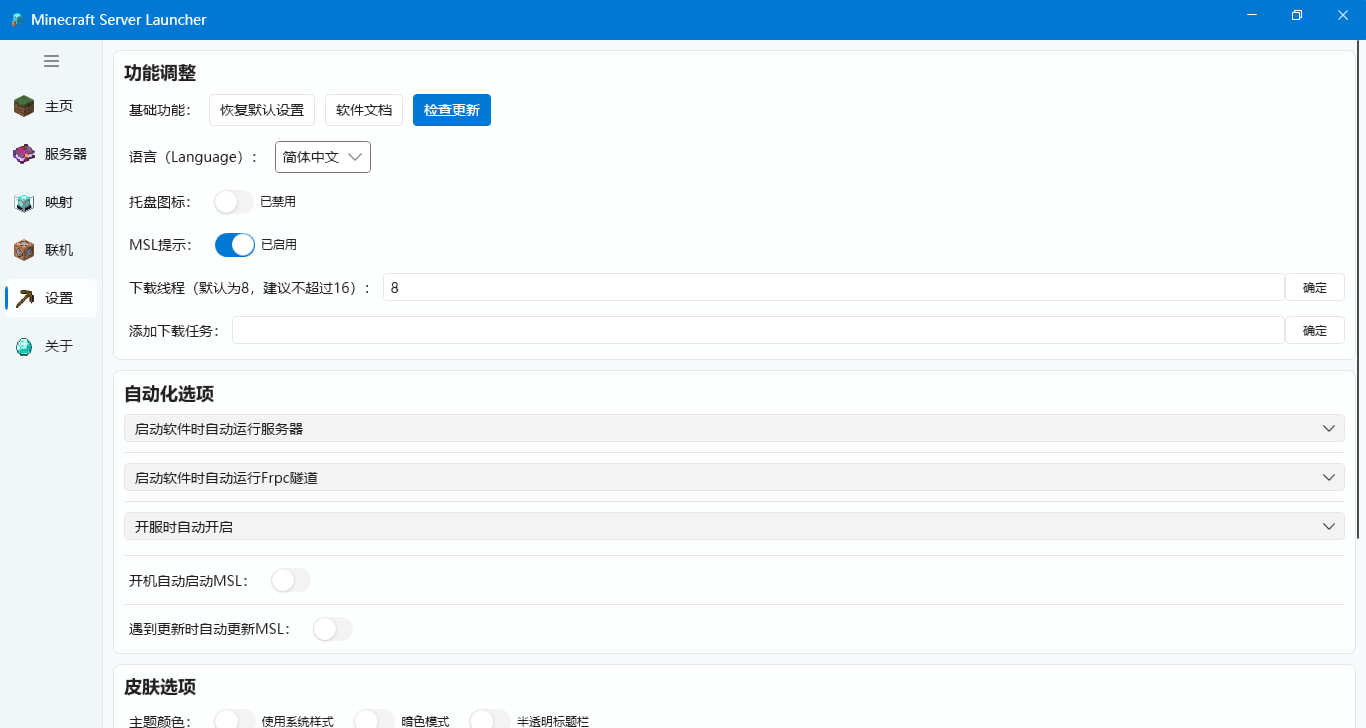 Minecraft Server Launcher
主页
服务器
映射
联机
设置
关于
功能调整
基础功能： 恢复默认设置 软件文档 检查更新
语言（Language）： 简体中文
托盘图标： 已禁用
MSL提示： 已启用
下载线程（默认为8，建议不超过16）： 8 确定
添加下载任务： 确定
自动化选项
启动软件时自动运行服务器
启动软件时自动运行Frpc隧道
开服时自动开启
开机自动启动MSL：
遇到更新时自动更新MSL：
皮肤选项
主题颜色： 使用系统样式 暗色模式 半透明标题栏